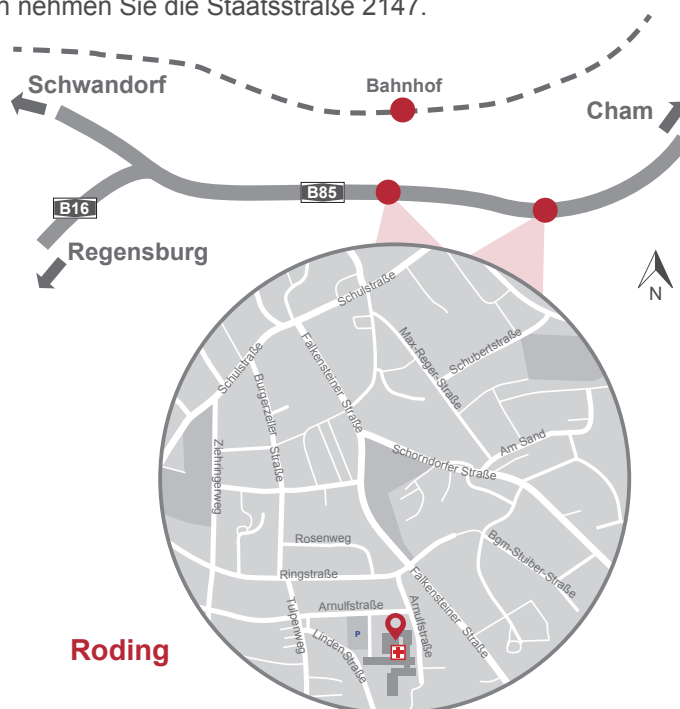 n nehmen Sie die Staatsstraße 2147.
Schwandorf
Bahnhof
Cham
B85
B16
Regensburg
N
Schulstraße
Schulstraße
Falkensteiner Straße
Max-Reger-Straße
Schubertstraße
Burgerzeller Straße
Ziehringerweg
Schorndorfer Straße
Am Sand
Rosenweg
Bgm-Stuiber-Straße
Ringstraße
Tulpenweg
Arnulfstraße
Arnulfstraße
Falkensteiner Straße
Linden Straße
P
Roding